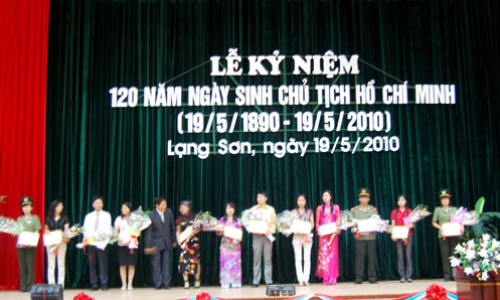 LỄ KỶ NIỆM
120 NĂM NGÀY SINH CHỦ TỊCH HỒ CHÍ MINH
(19/5/1890 - 19/5/2010)
Lạng Sơn, ngày 19/5/2010